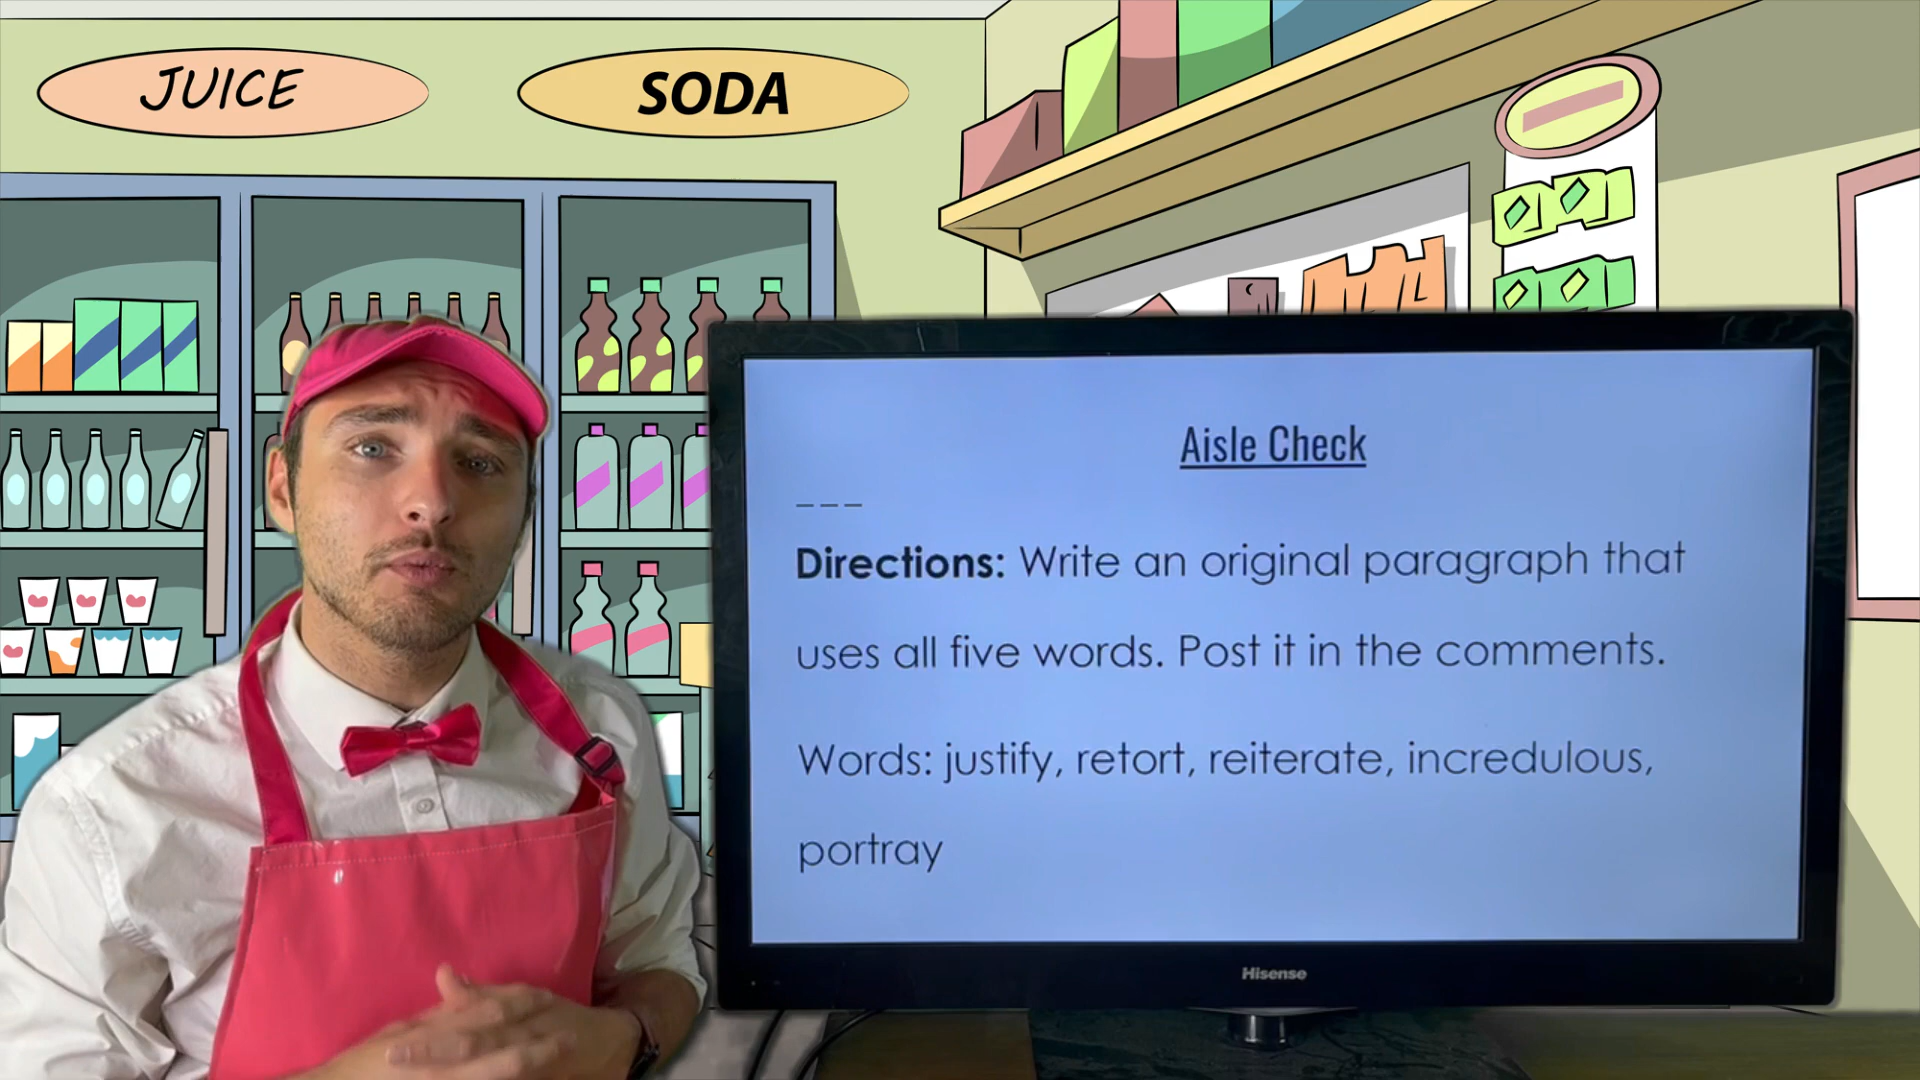 JUICE
SODA
Aisle Check
---
Directions: Write an original paragraph that
uses all five words. Post it in the comments.
Words: justify, retort, reiterate, incredulous,
portray
Hisense